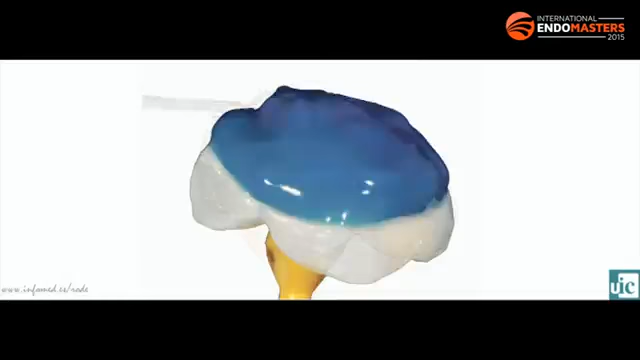 INTERNATIONAL
ENDOMASTERS
2015
www.infomed.es/rode
uic